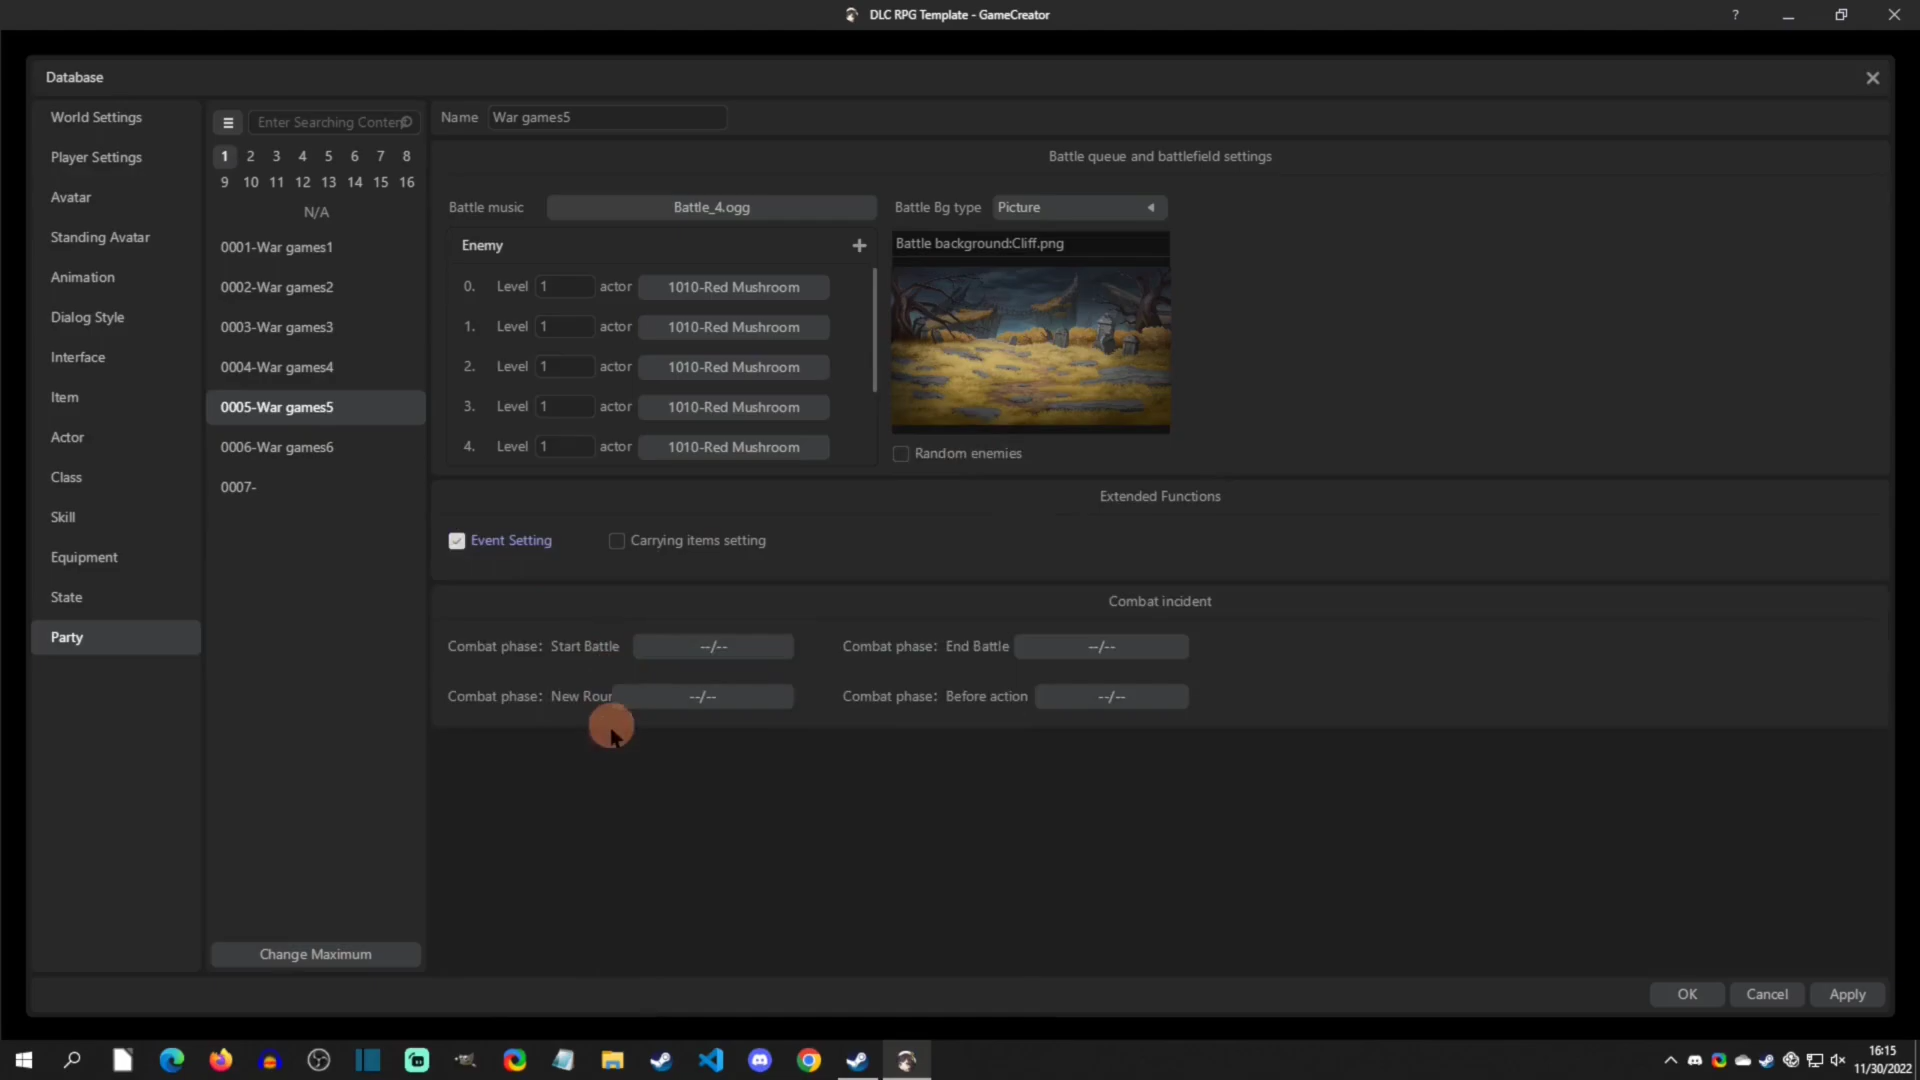 DLC RPG Template - GameCreator
?
Database
World Settings
Player Settings
Avatar
Standing Avatar
Animation
Dialog Style
Interface
Item
Actor
Class
Skill
Equipment
State
Party
Enter Searching Content
1 2 3 4 5 6 7 8
9 10 11 12 13 14 15 16
N/A
0001-War games1
0002-War games2
0003-War games3
0004-War games4
0005-War games5
0006-War games6
0007-
Change Maximum
Name War games5
Battle queue and battlefield settings
Battle music Battle_4.ogg
Battle Bg type Picture
Enemy +
0. Level 1 actor 1010-Red Mushroom
1. Level 1 actor 1010-Red Mushroom
2. Level 1 actor 1010-Red Mushroom
3. Level 1 actor 1010-Red Mushroom
4. Level 1 actor 1010-Red Mushroom
Battle background:Cliff.png
Random enemies
Extended Functions
Event Setting Carrying items setting
Combat incident
Combat phase: Start Battle --/-- Combat phase: End Battle --/--
Combat phase: New Rour --/-- Combat phase: Before action --/--
OK Cancel Apply
16:15
11/30/2022